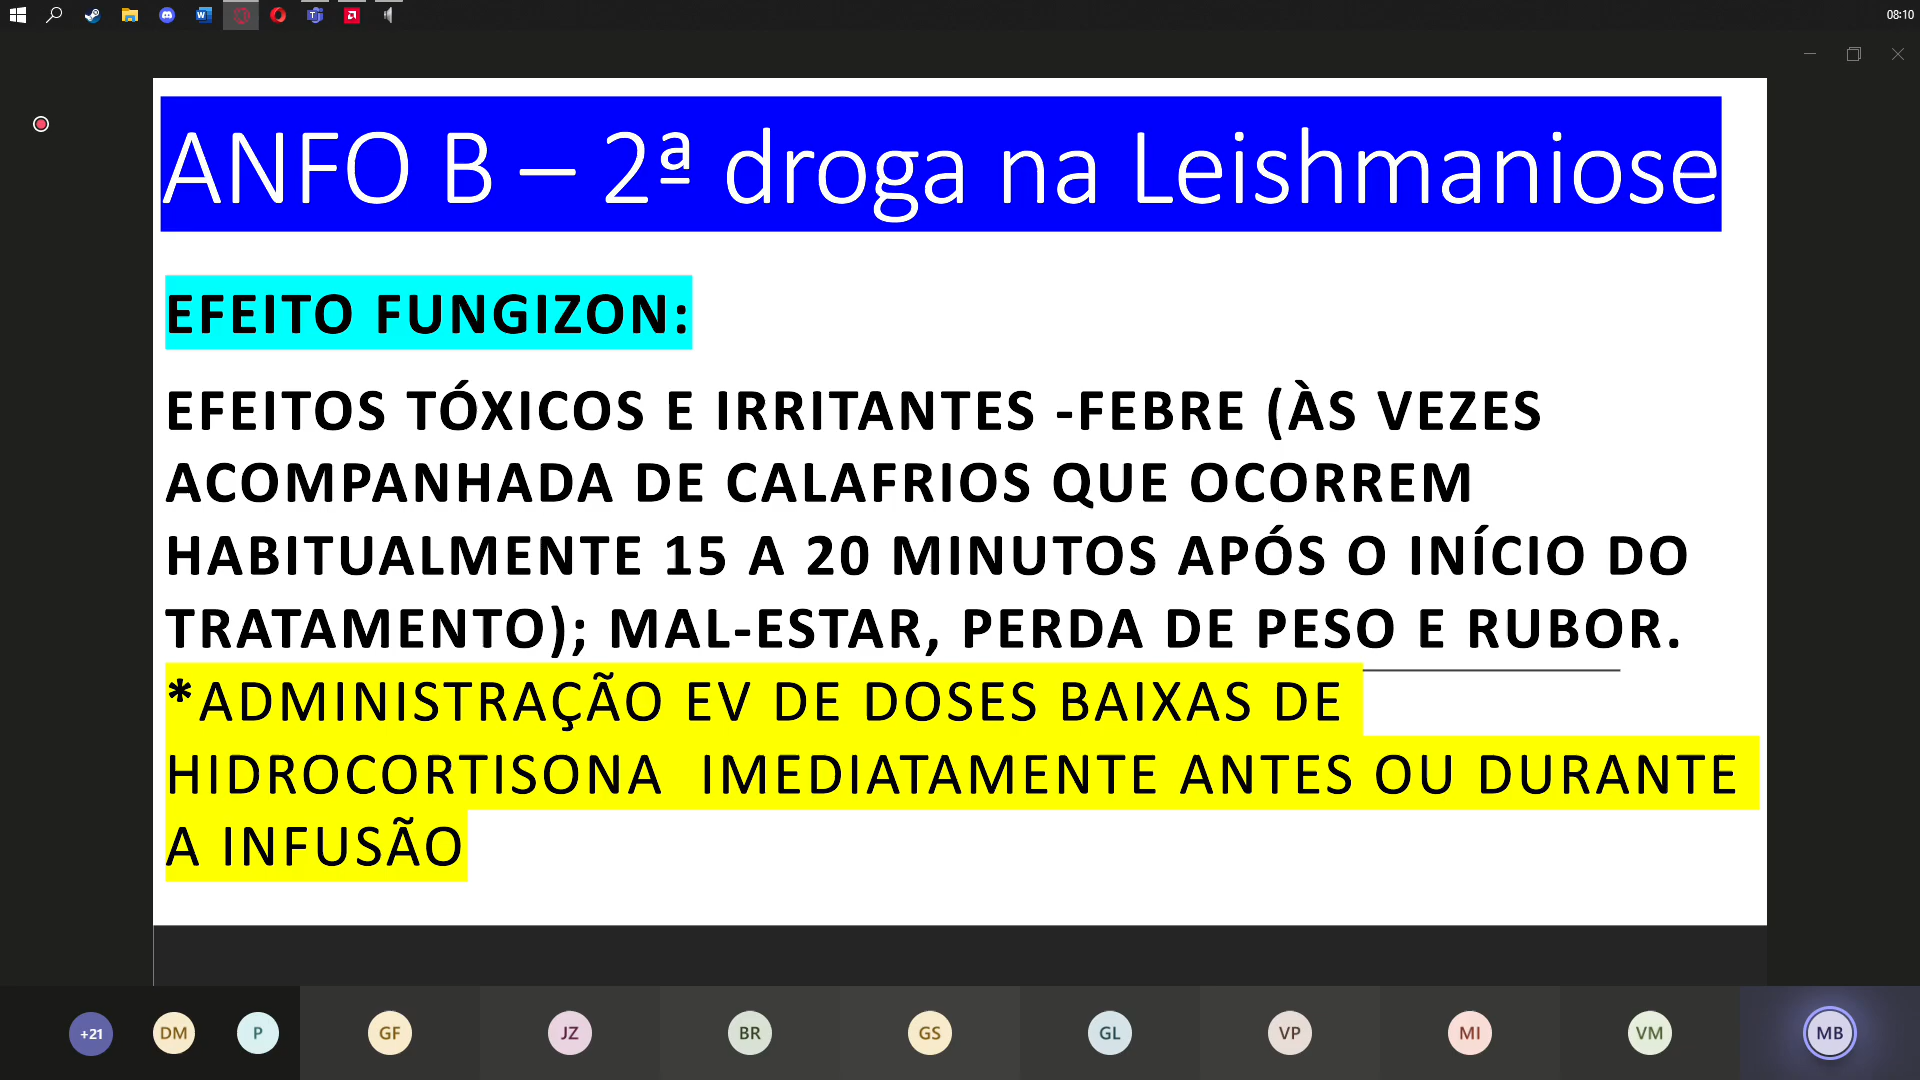 08:10
ANFO B – 2ª droga na Leishmaniose
EFEITO FUNGIZON:
EFEITOS TÓXICOS E IRRITANTES -FEBRE (ÀS VEZES
ACOMPANHADA DE CALAFRIOS QUE OCORREM
HABITUALMENTE 15 A 20 MINUTOS APÓS O INÍCIO DO
TRATAMENTO); MAL-ESTAR, PERDA DE PESO E RUBOR.
*ADMINISTRAÇÃO EV DE DOSES BAIXAS DE
HIDROCORTISONA  IMEDIATAMENTE ANTES OU DURANTE
A INFUSÃO
+21 DM P GF JZ BR GS GL VP MI VM MB